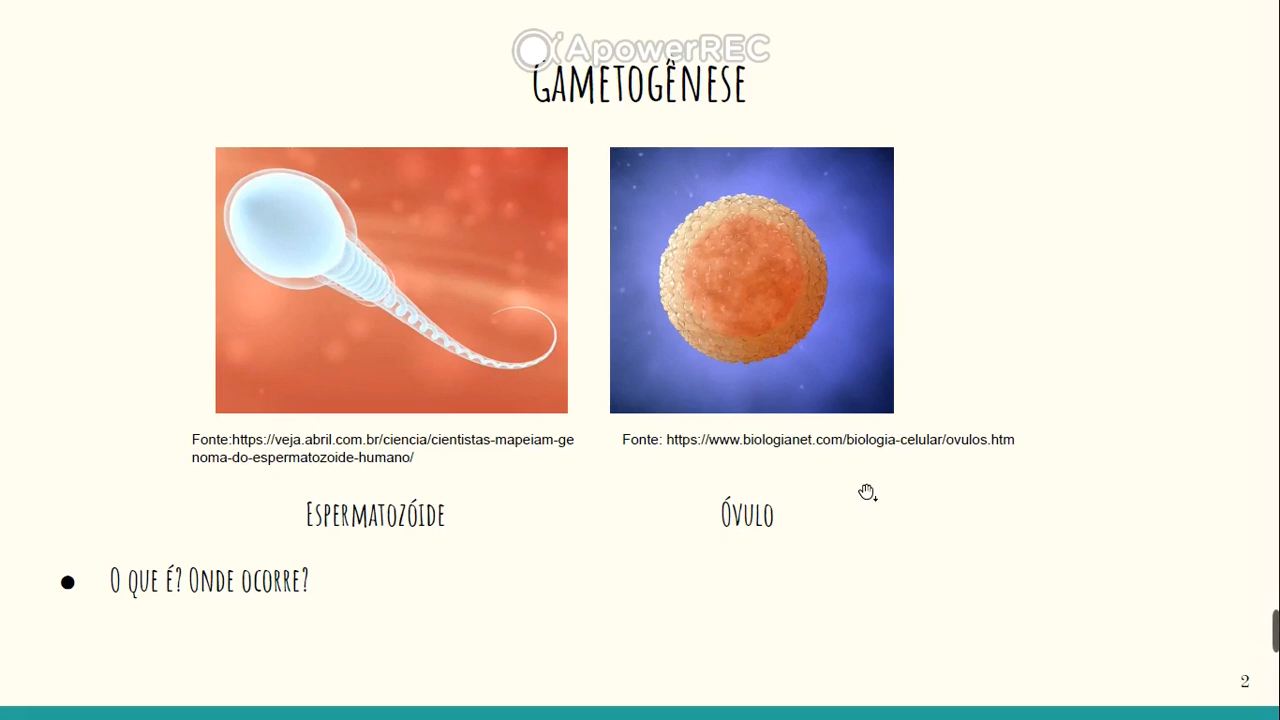 ApowerREC
Gametogênese
Fonte:https://veja.abril.com.br/ciencia/cientistas-mapeiam-ge
noma-do-espermatozoide-humano/
Fonte: https://www.biologianet.com/biologia-celular/ovulos.htm
Espermatozóide
Óvulo
● O que é? Onde ocorre?
2